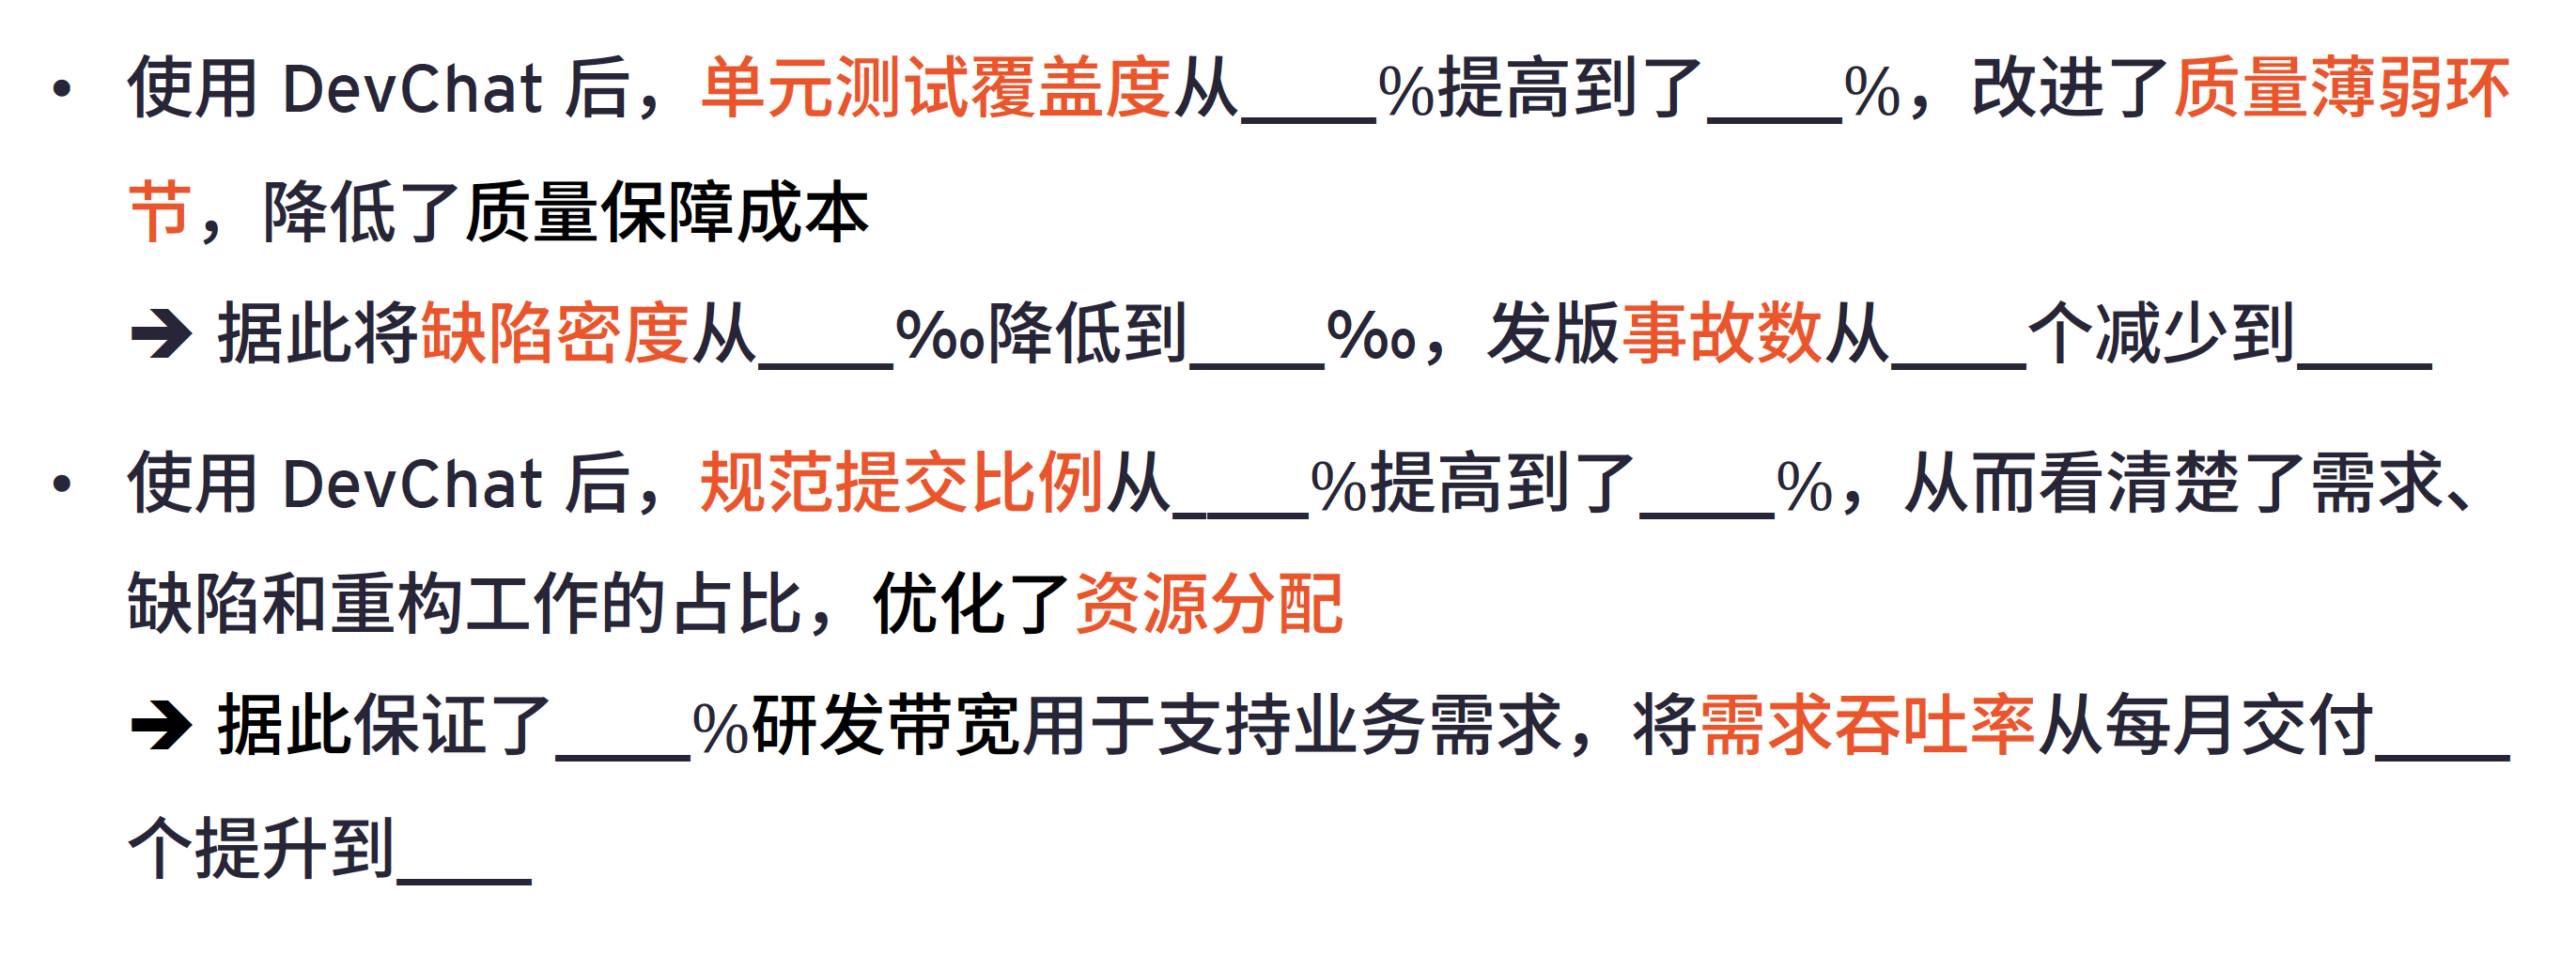 • 使用 DevChat 后，单元测试覆盖度从____%提高到了____%，改进了质量薄弱环
节，降低了质量保障成本
➔ 据此将缺陷密度从____‰降低到____‰，发版事故数从____个减少到____
• 使用 DevChat 后，规范提交比例从____%提高到了____%，从而看清楚了需求、
缺陷和重构工作的占比，优化了资源分配
➔ 据此保证了____%研发带宽用于支持业务需求，将需求吞吐率从每月交付____
个提升到____